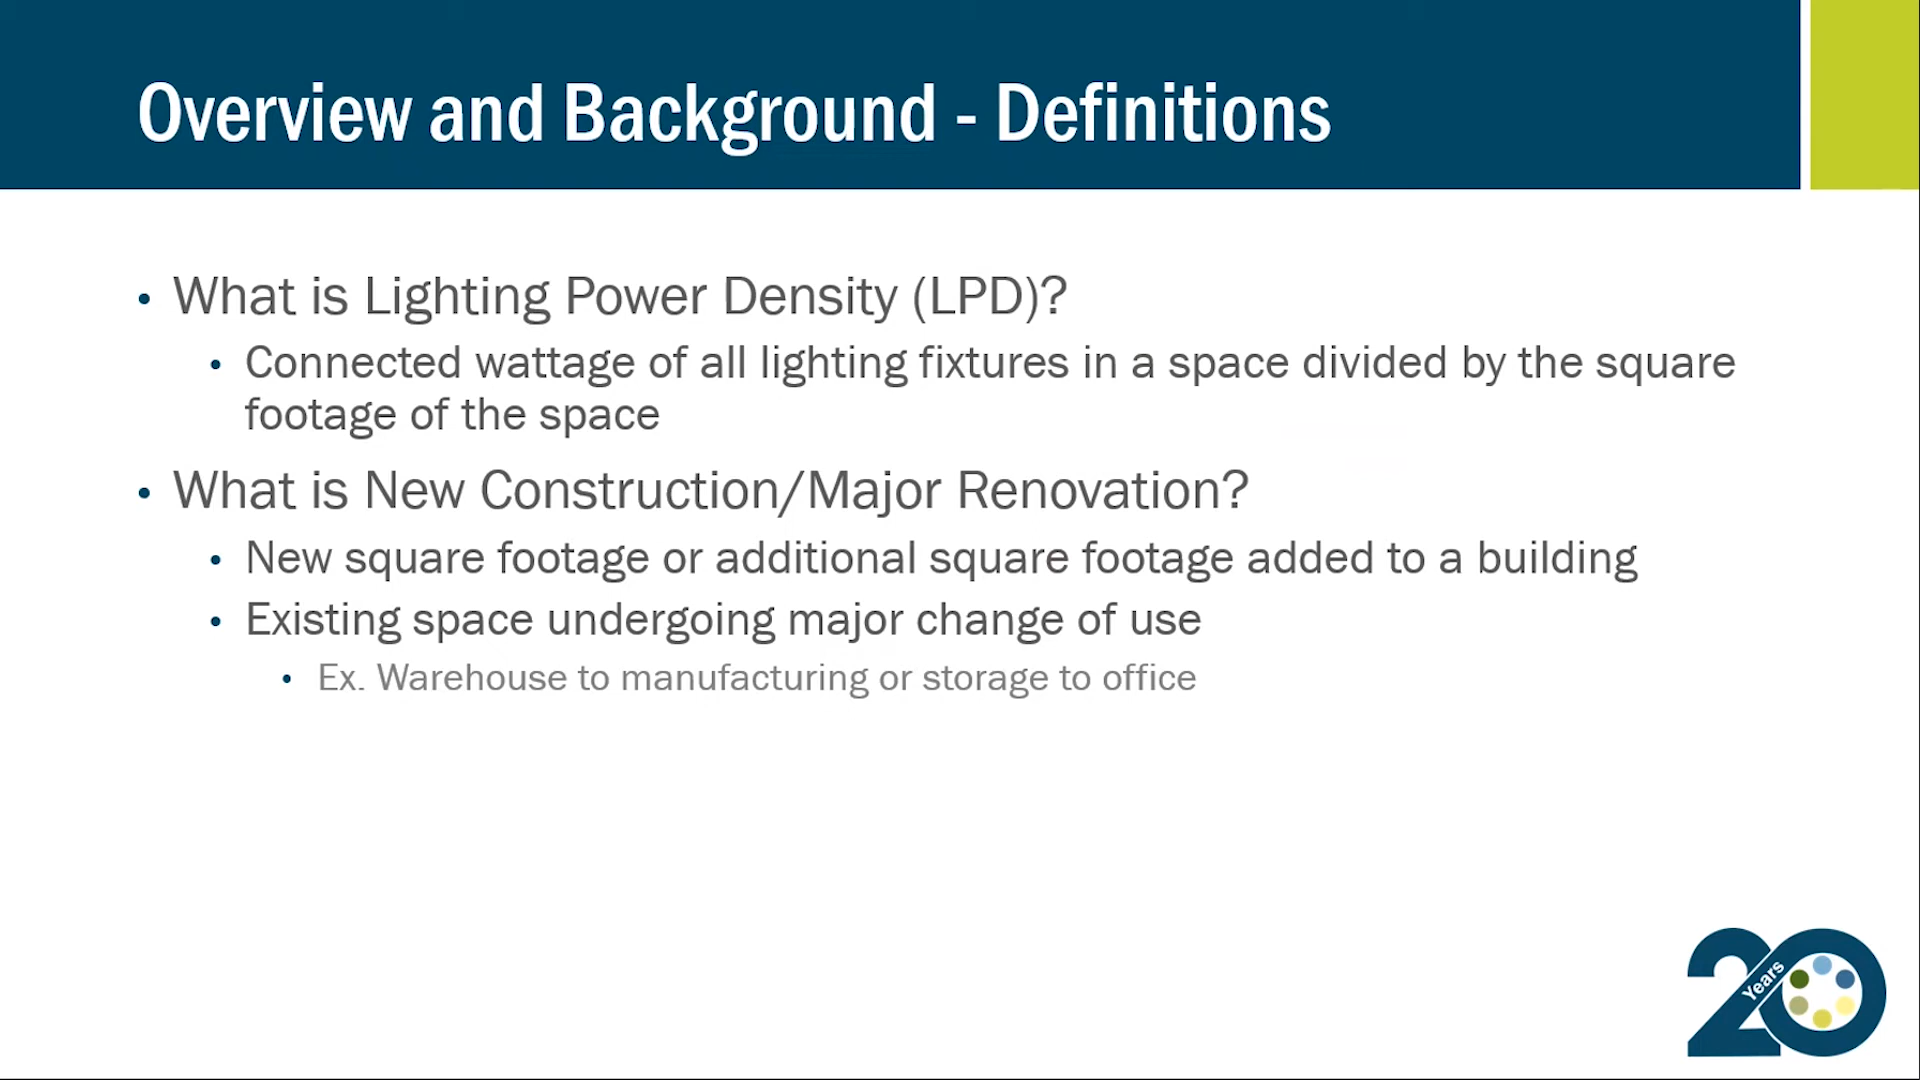 Overview and Background - Definitions
• What is Lighting Power Density (LPD)?
• Connected wattage of all lighting fixtures in a space divided by the square
footage of the space
• What is New Construction/Major Renovation?
• New square footage or additional square footage added to a building
• Existing space undergoing major change of use
• Ex. Warehouse to manufacturing or storage to office
20
Years